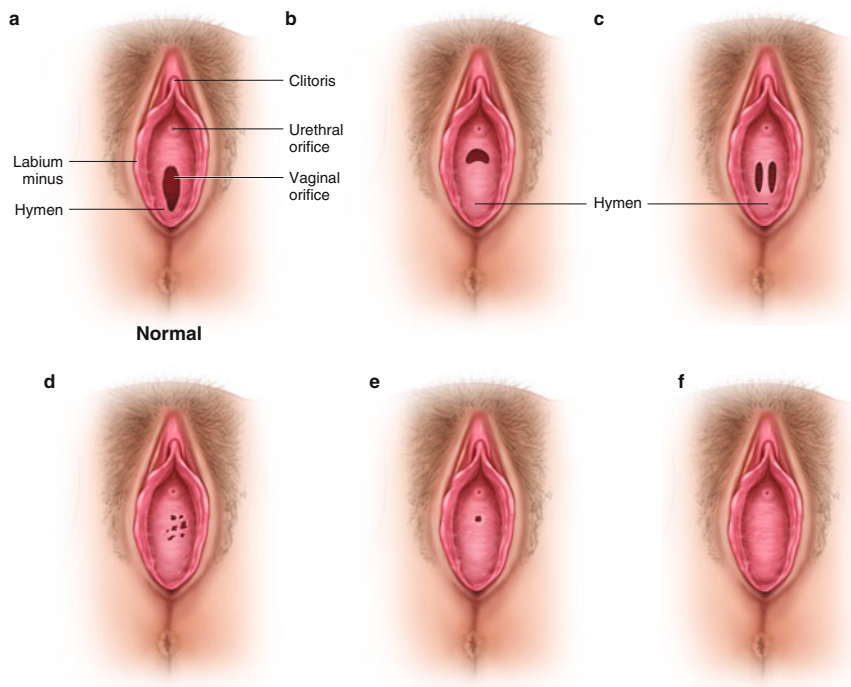 a
b
c
Clitoris
Urethral
orifice
Labium
minus
Vaginal
orifice
Hymen
Hymen
Normal
d
e
f